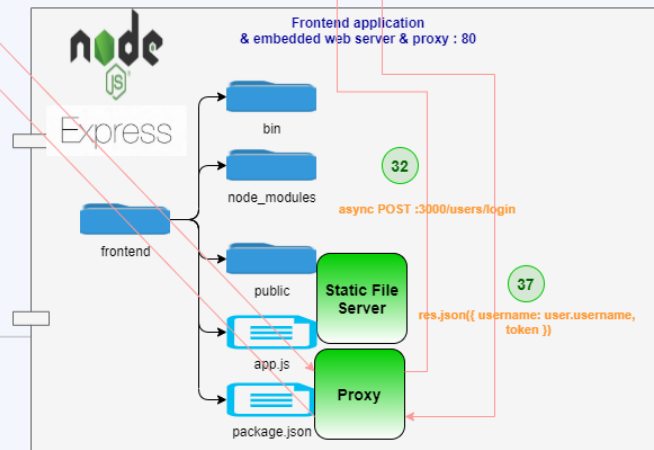 Frontend application
& embedded web server & proxy : 80
node
JS
Express
bin
32
node_modules
async POST :3000/users/login
frontend
public
Static File
Server
37
res.json({ username: user.username,
token })
app.js
Proxy
package.json